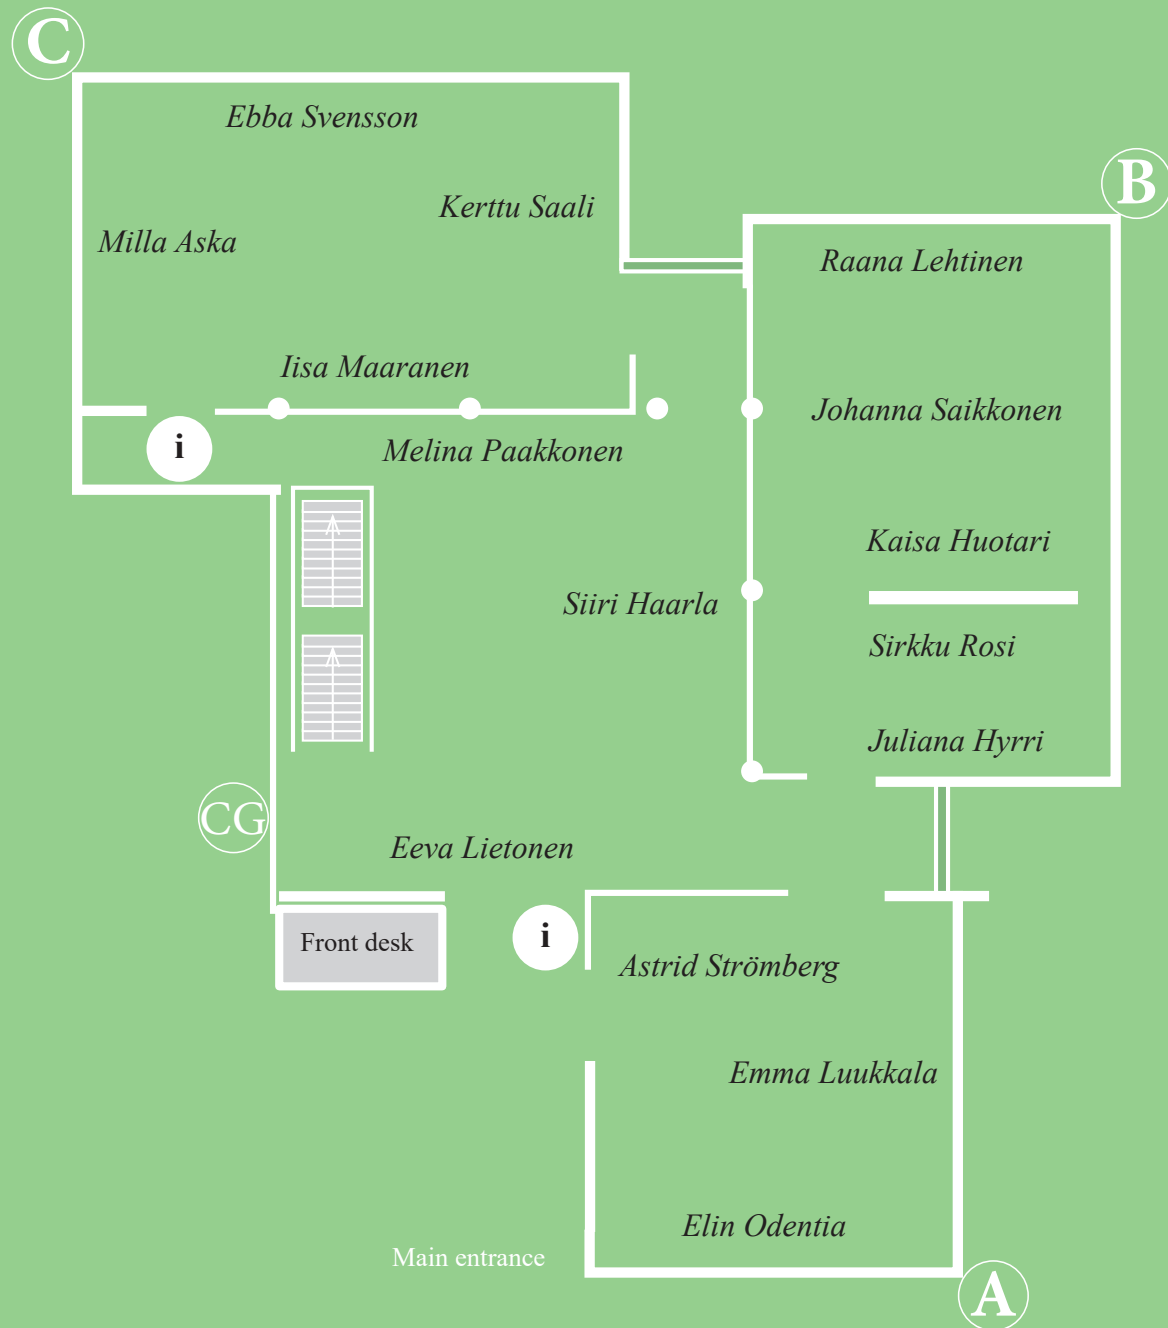 C
Ebba Svensson
Kerttu Saali
B
Milla Aska
Raana Lehtinen
Iisa Maaranen
Johanna Saikkonen
i
Melina Paakkonen
Kaisa Huotari
Siiri Haarla
Sirkku Rosi
Juliana Hyrri
CG
Eeva Lietonen
i
Front desk
Astrid Strömberg
Emma Luukkala
Elin Odentia
Main entrance
A